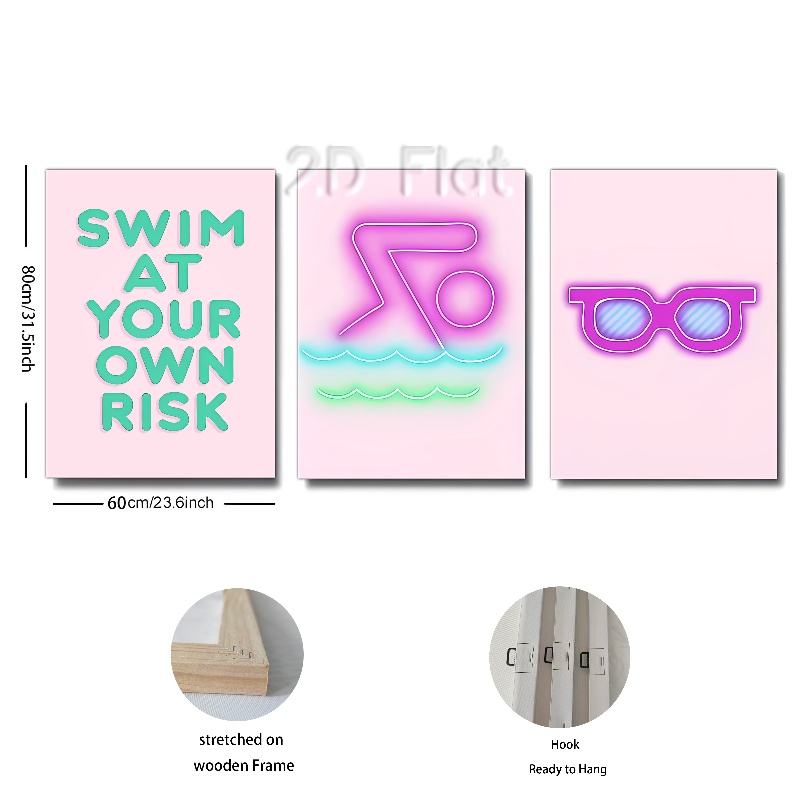 2D Flat
SWIM
AT
YOUR
OWN
RISK
80cm/31.5inch
60cm/23.6inch
stretched on
wooden Frame
Hook
Ready to Hang